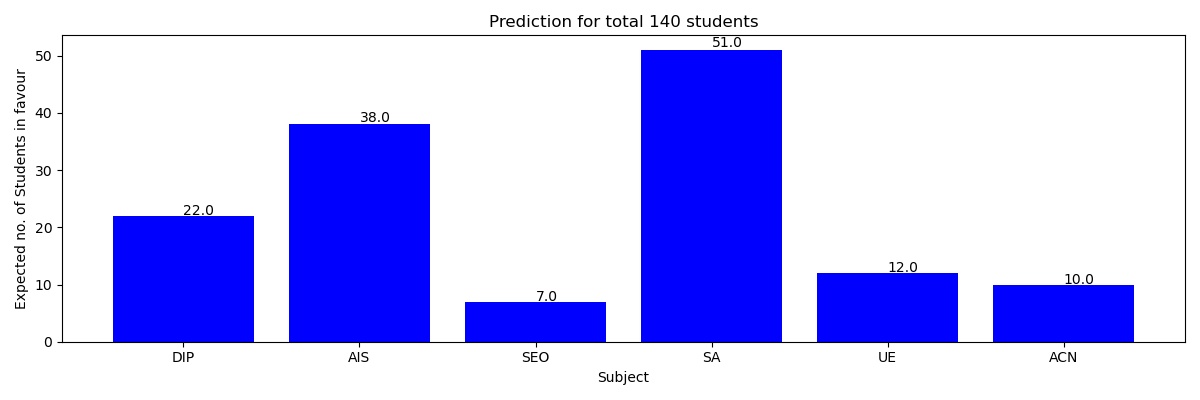 Prediction for total 140 students
Expected no. of Students in favour
50
40
30
20
10
0
22.0
38.0
7.0
51.0
12.0
10.0
DIP
AIS
SEO
SA
UE
ACN
Subject